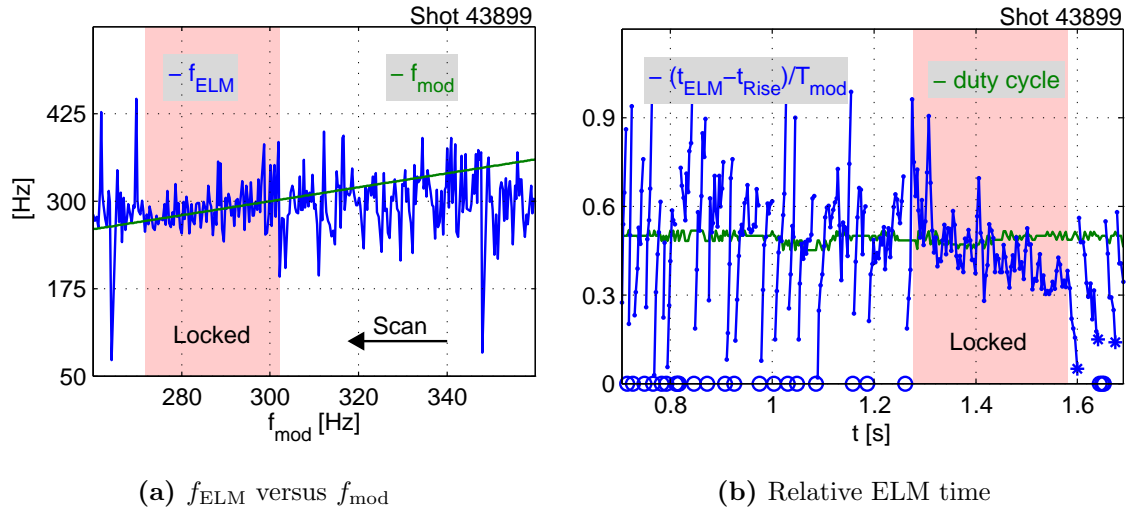 Shot 43899
– f_ELM
– f_mod
425
300
175
50
[Hz]
Locked
Scan
280
300
320
340
f_mod [Hz]
(a) f_ELM versus f_mod
Shot 43899
– (t_ELM–t_Rise)/T_mod
– duty cycle
0.9
0.6
0.3
0
Locked
0.8
1
1.2
1.4
1.6
t [s]
(b) Relative ELM time